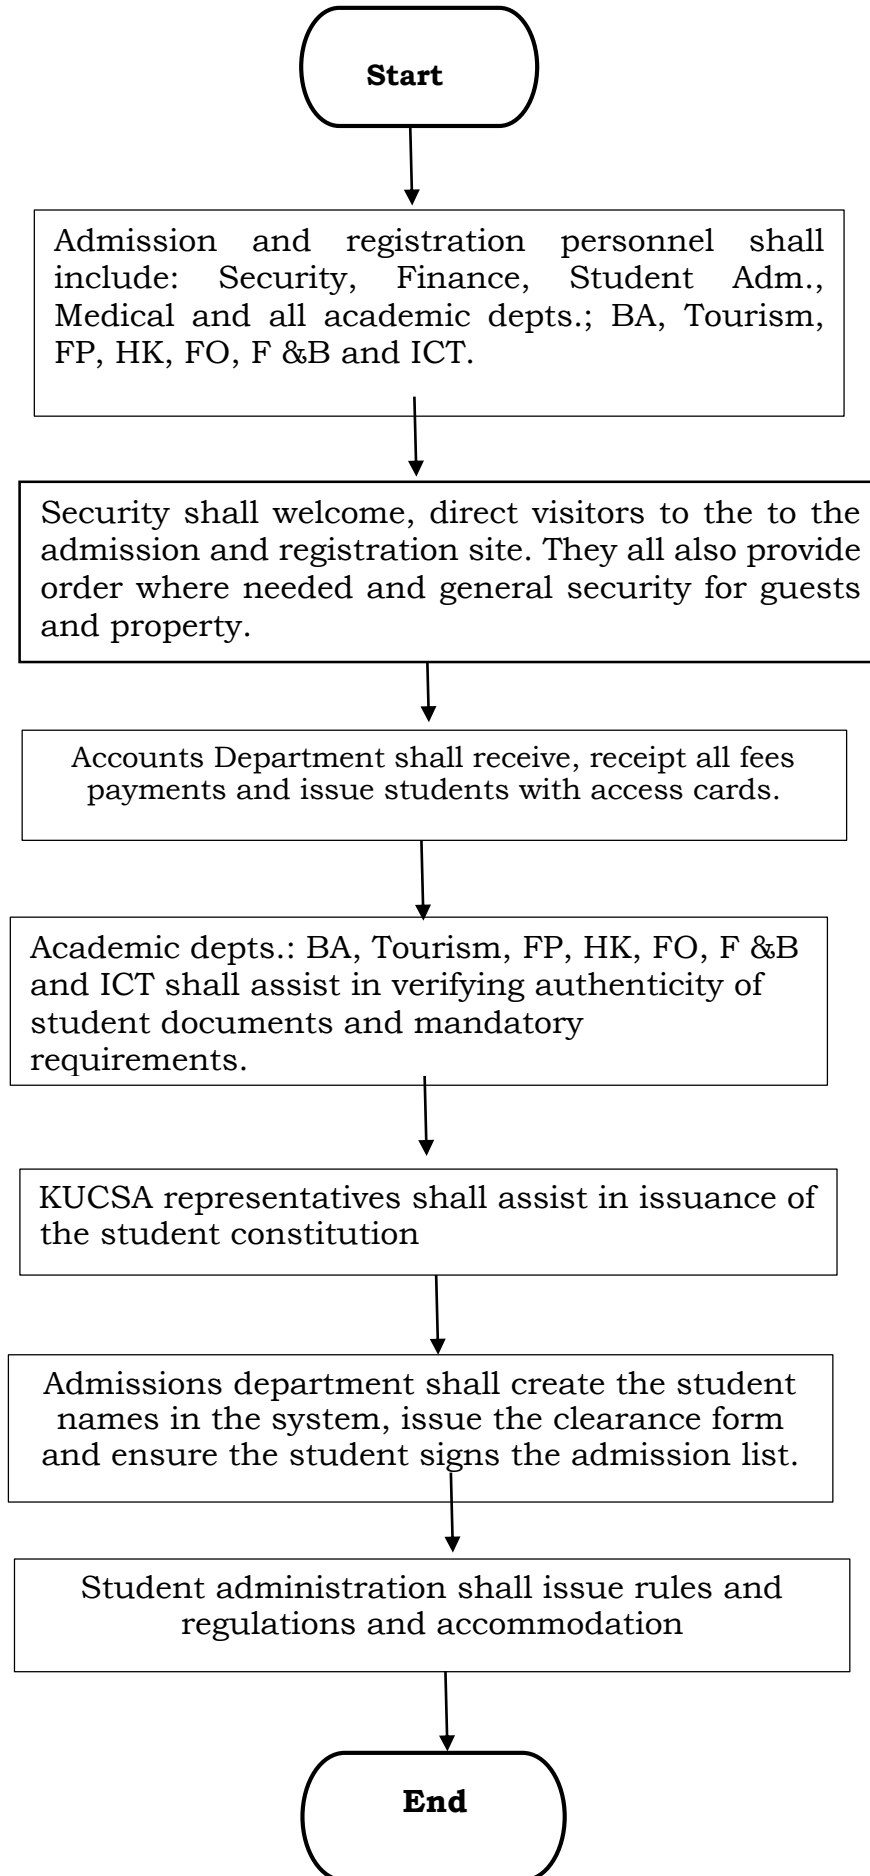 Start
Admission and registration personnel shall
include: Security, Finance, Student Adm.,
Medical and all academic depts.; BA, Tourism,
FP, HK, FO, F &B and ICT.
Security shall welcome, direct visitors to the to the
admission and registration site. They all also provide
order where needed and general security for guests
and property.
Accounts Department shall receive, receipt all fees
payments and issue students with access cards.
Academic depts.: BA, Tourism, FP, HK, FO, F &B
and ICT shall assist in verifying authenticity of
student documents and mandatory
requirements.
KUCSA representatives shall assist in issuance of
the student constitution
Admissions department shall create the student
names in the system, issue the clearance form
and ensure the student signs the admission list.
Student administration shall issue rules and
regulations and accommodation
End